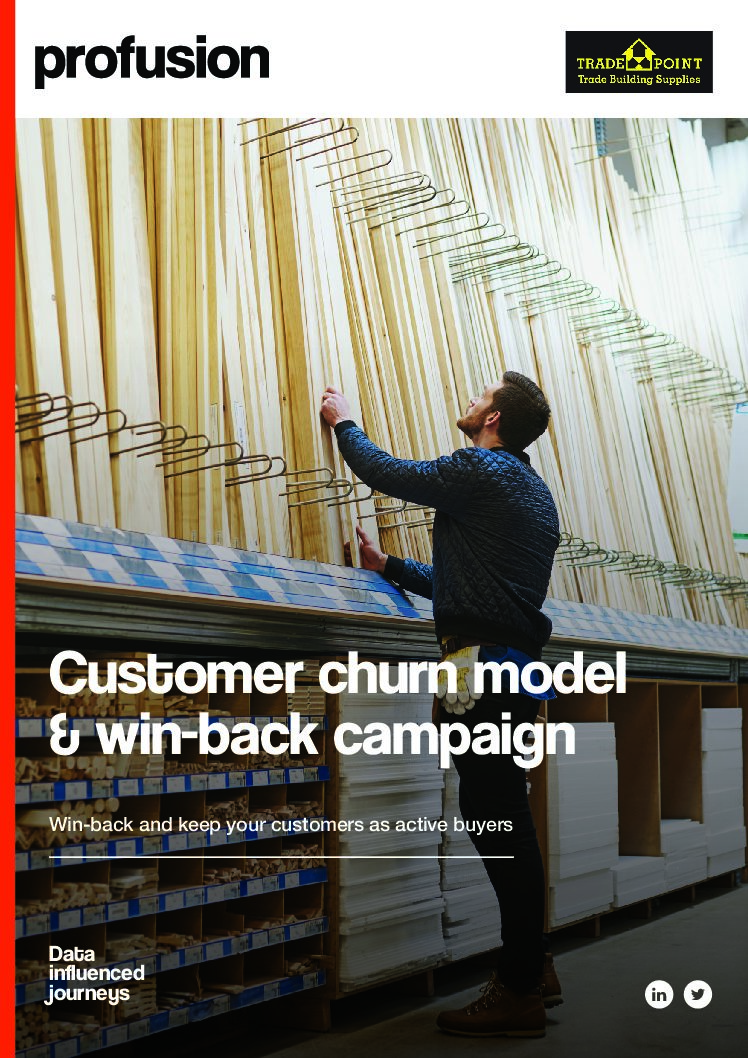 profusion
TRADE POINT
Trade Building Supplies
Customer churn model
& win-back campaign
Win-back and keep your customers as active buyers
Data
influenced
journeys
in